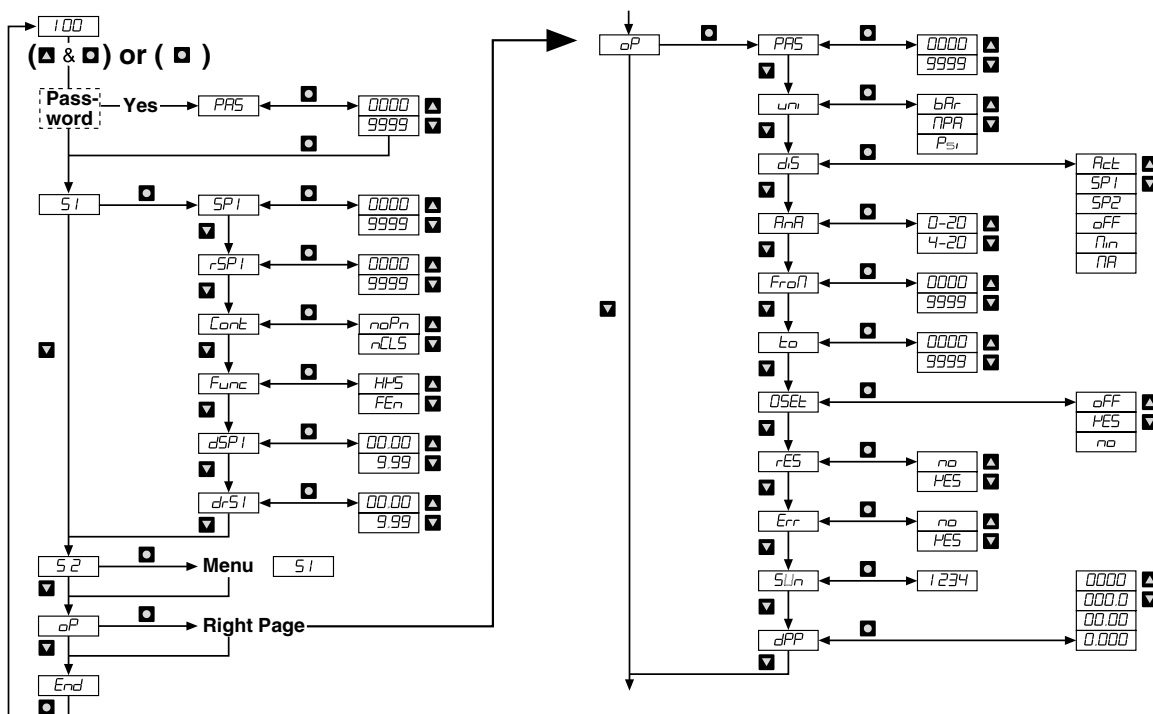 100
(▲ & ●) or ( ● )
Pass-
word
Yes
PAS
0000
9999
S1
SP1
0000
9999
rSP1
0000
9999
Cont
noPn
nCLS
Func
HYS
FEn
dSP1
00.00
9.99
drS1
00.00
9.99
S2
Menu
S1
oP
Right Page
End
oP
PAS
0000
9999
uni
bAr
MPA
Psi
diS
Act
SP1
SP2
oFF
Min
MA
AnA
0-20
4-20
FroM
0000
9999
to
0000
9999
OSEt
oFF
YES
no
rES
no
YES
Err
no
YES
SUn
1234
dPP
0000
000.0
00.00
0.000